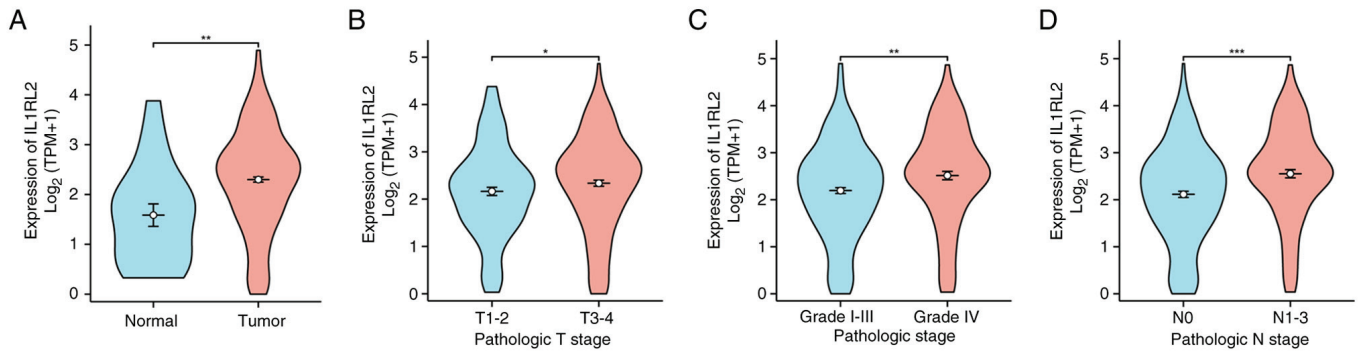 A
Expression of IL1RL2
Log₂ (TPM+1)
5
4
3
2
1
0
**
Normal
Tumor
B
Expression of IL1RL2
Log₂ (TPM+1)
5
4
3
2
1
0
*
T1-2
T3-4
Pathologic T stage
C
Expression of IL1RL2
Log₂ (TPM+1)
5
4
3
2
1
0
**
Grade I-III
Grade IV
Pathologic stage
D
Expression of IL1RL2
Log₂ (TPM+1)
5
4
3
2
1
0
***
N0
N1-3
Pathologic N stage